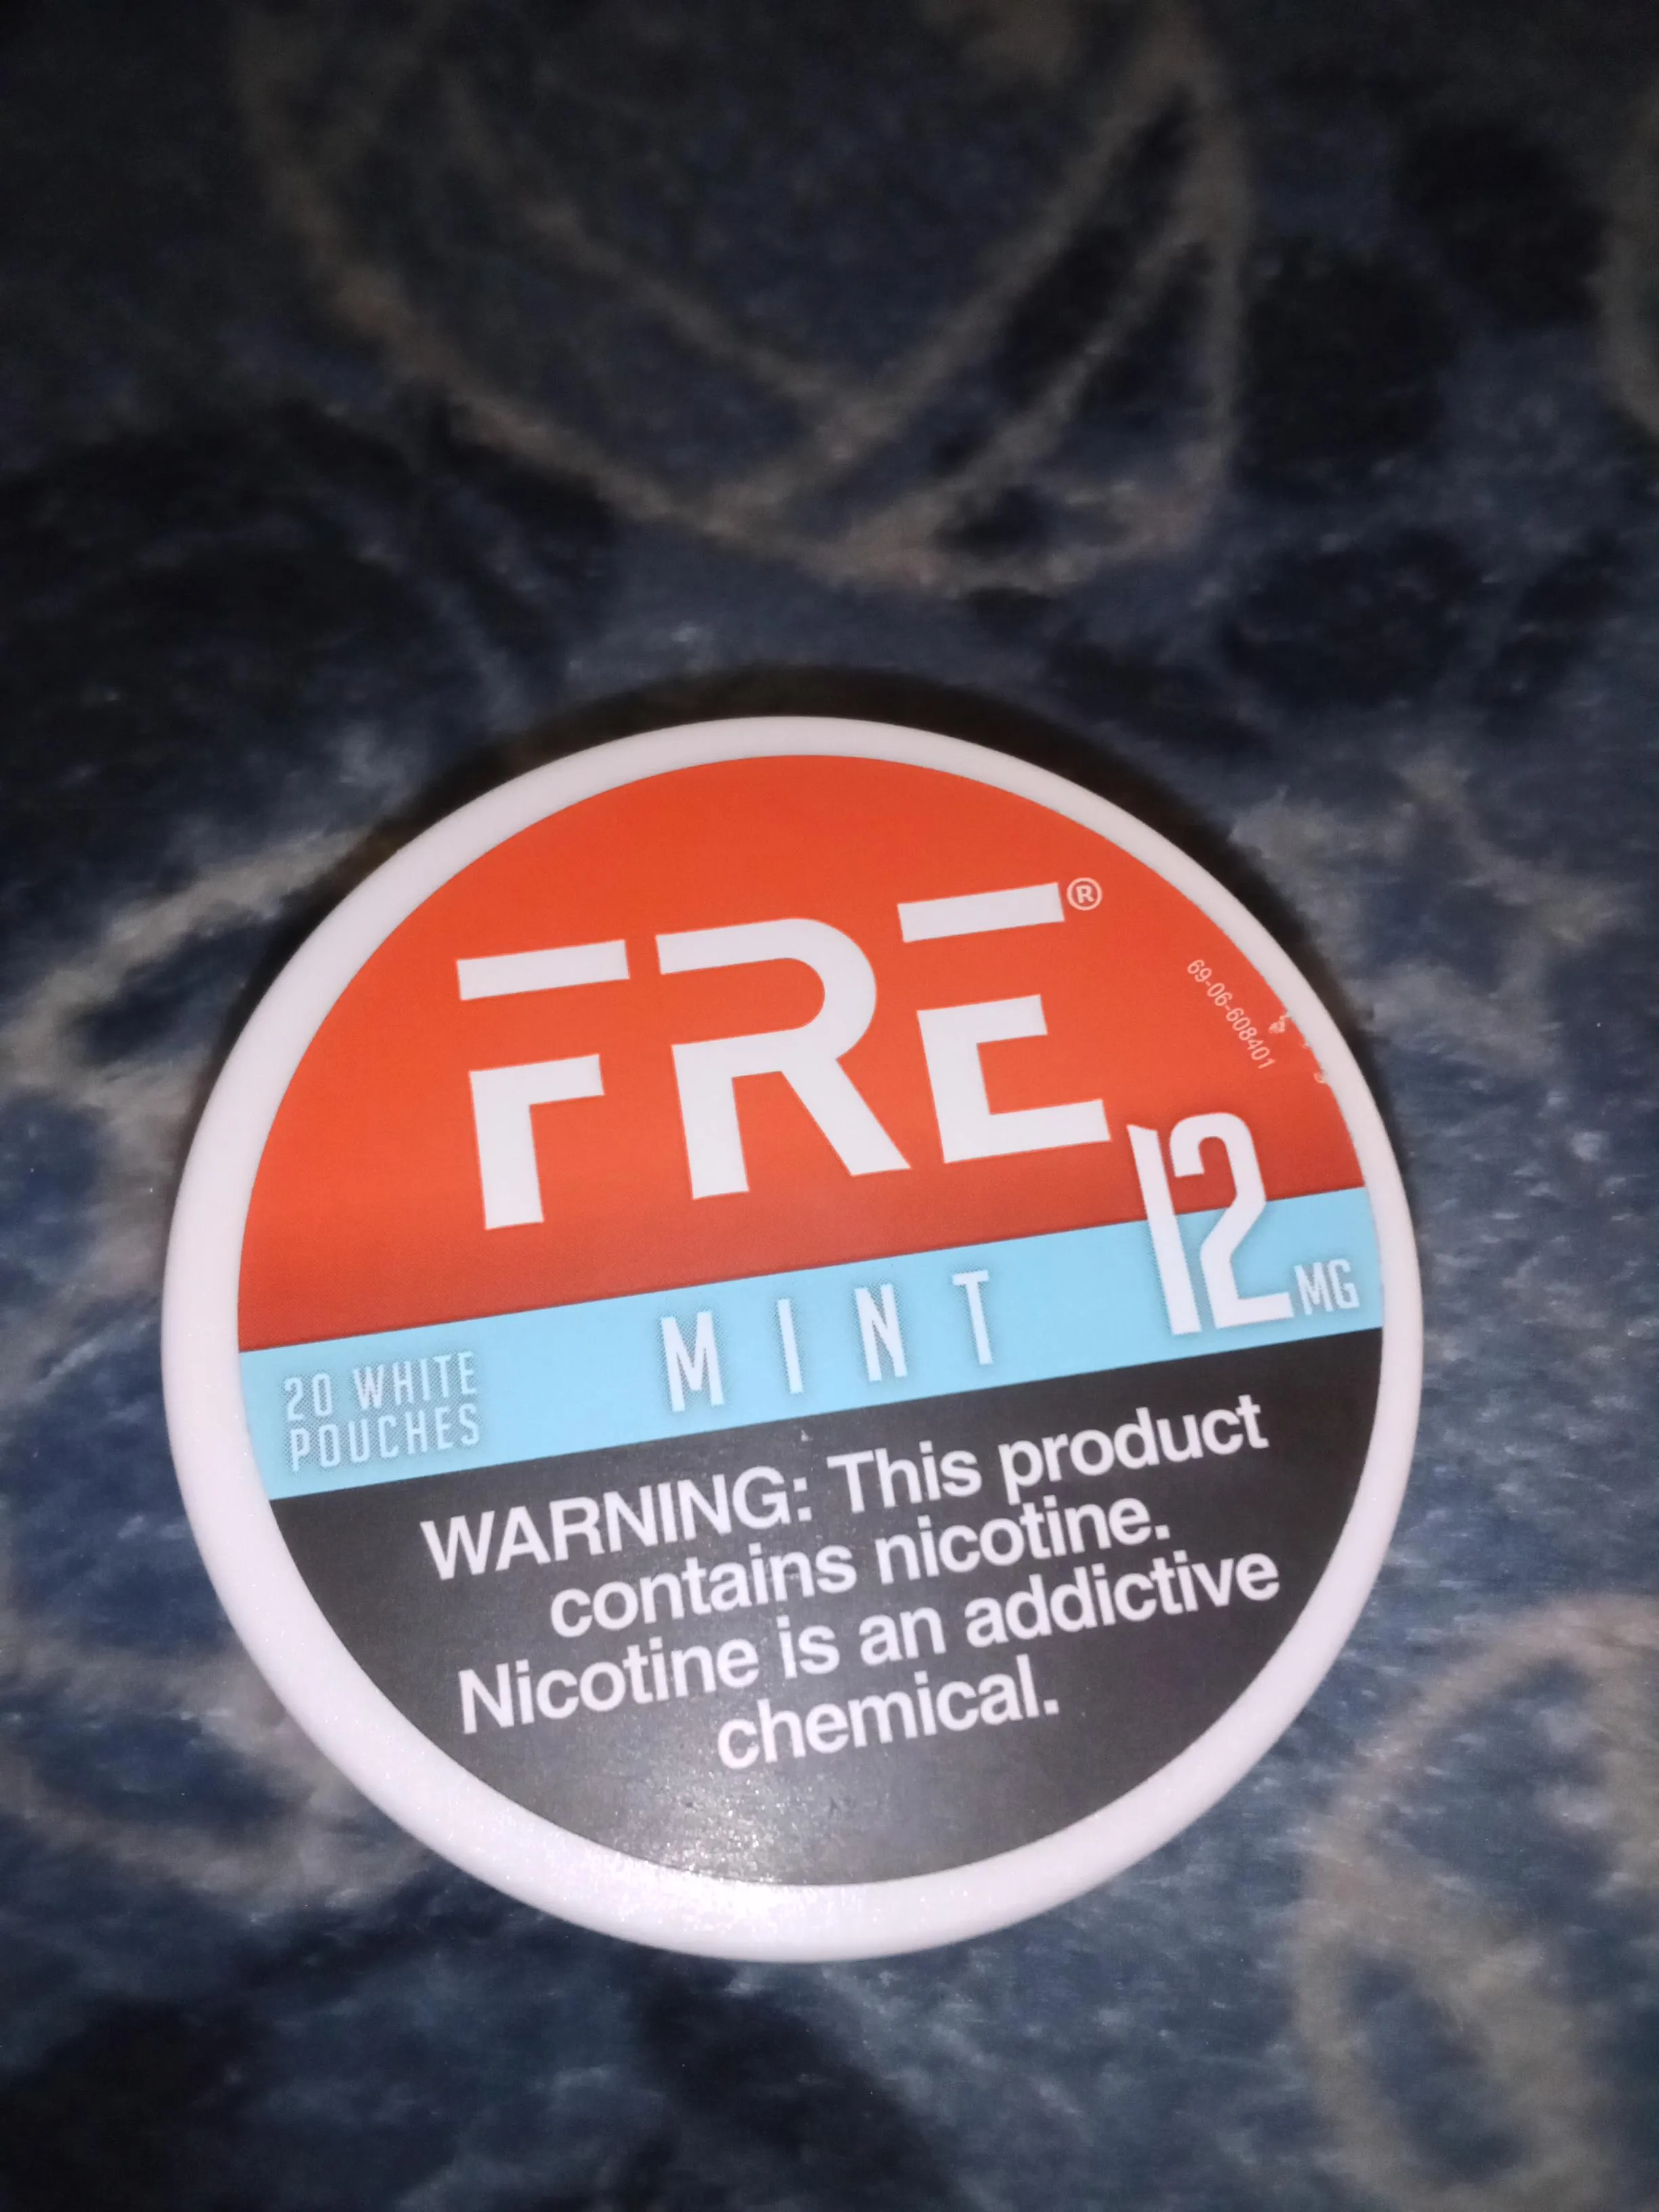 FRE®
69-06-608401
12 MG
MINT
20 WHITE
POUCHES
WARNING: This product
contains nicotine.
Nicotine is an addictive
chemical.